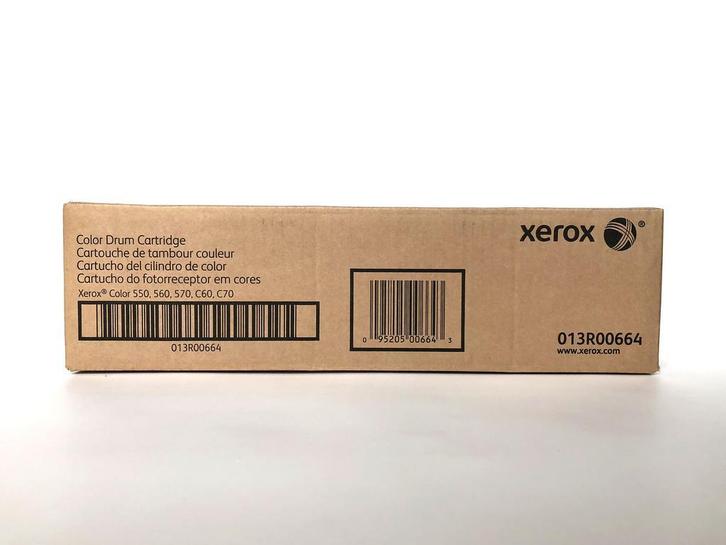 Color Drum Cartridge
Cartouche de tambour couleur
Cartucho del cilindro de color
Cartucho do fotorreceptor em cores
Xerox® Color 550, 560, 570, C60, C70
013R00664
0 95205 00664 3
xerox ®
013R00664
www.xerox.com